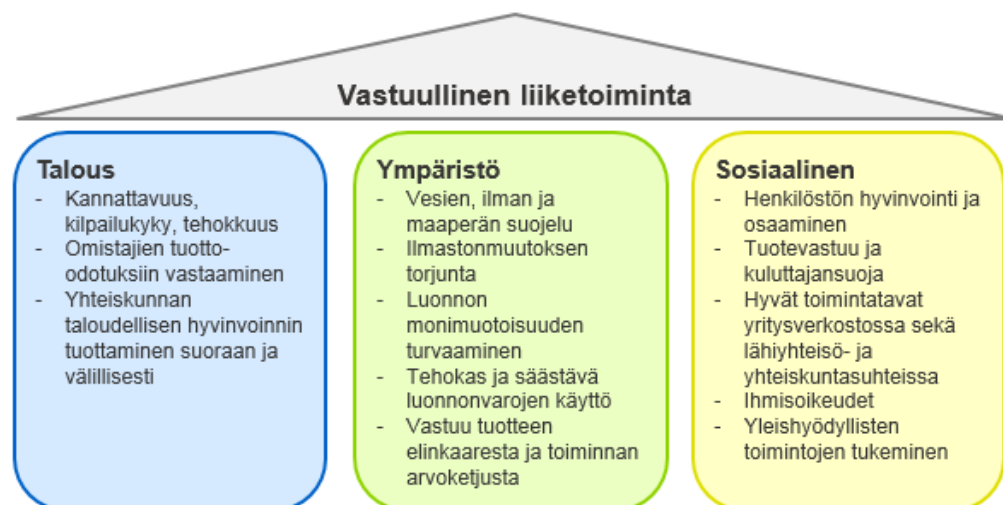 Vastuullinen liiketoiminta
Talous
- Kannattavuus,
kilpailukyky, tehokkuus
- Omistajien tuotto-
odotuksiin vastaaminen
- Yhteiskunnan
taloudellisen hyvinvoinnin
tuottaminen suoraan ja
välillisesti
Ympäristö
- Vesien, ilman ja
maaperän suojelu
- Ilmastonmuutoksen
torjunta
- Luonnon
monimuotoisuuden
turvaaminen
- Tehokas ja säästävä
luonnonvarojen käyttö
- Vastuu tuotteen
elinkaaresta ja toiminnan
arvoketjusta
Sosiaalinen
- Henkilöstön hyvinvointi ja
osaaminen
- Tuotevastuu ja
kuluttajansuoja
- Hyvät toimintatavat
yritysverkostossa sekä
lähiyhteisö- ja
yhteiskuntasuhteissa
- Ihmisoikeudet
- Yleishyödyllisten
toimintojen tukeminen